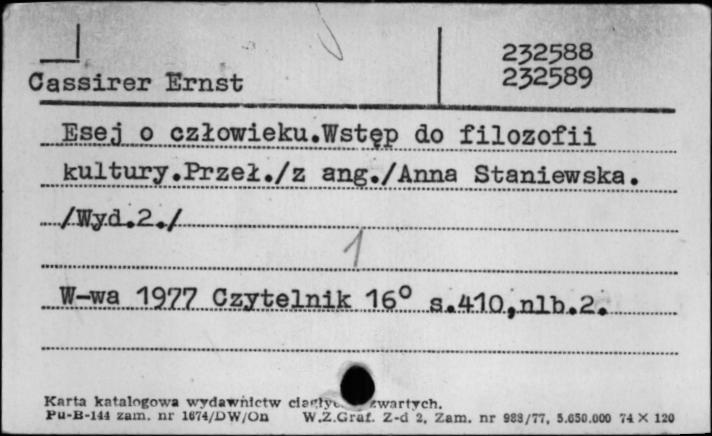 232588
Cassirer Ernst 232589
Esej o człowieku.Wstęp do filozofii
kultury.Przeł./z ang./Anna Staniewska.
/Wyd.2./
1
W-wa 1977 Czytelnik 16° s.410,nlb.2.
Karta katalogowa wydawnictw zwartych.
Pu-B-144 zam. nr 1674/DW/On W.Z.Graf. Z-d 2, Zam. nr 988/77, 5.650.000 74 X 120